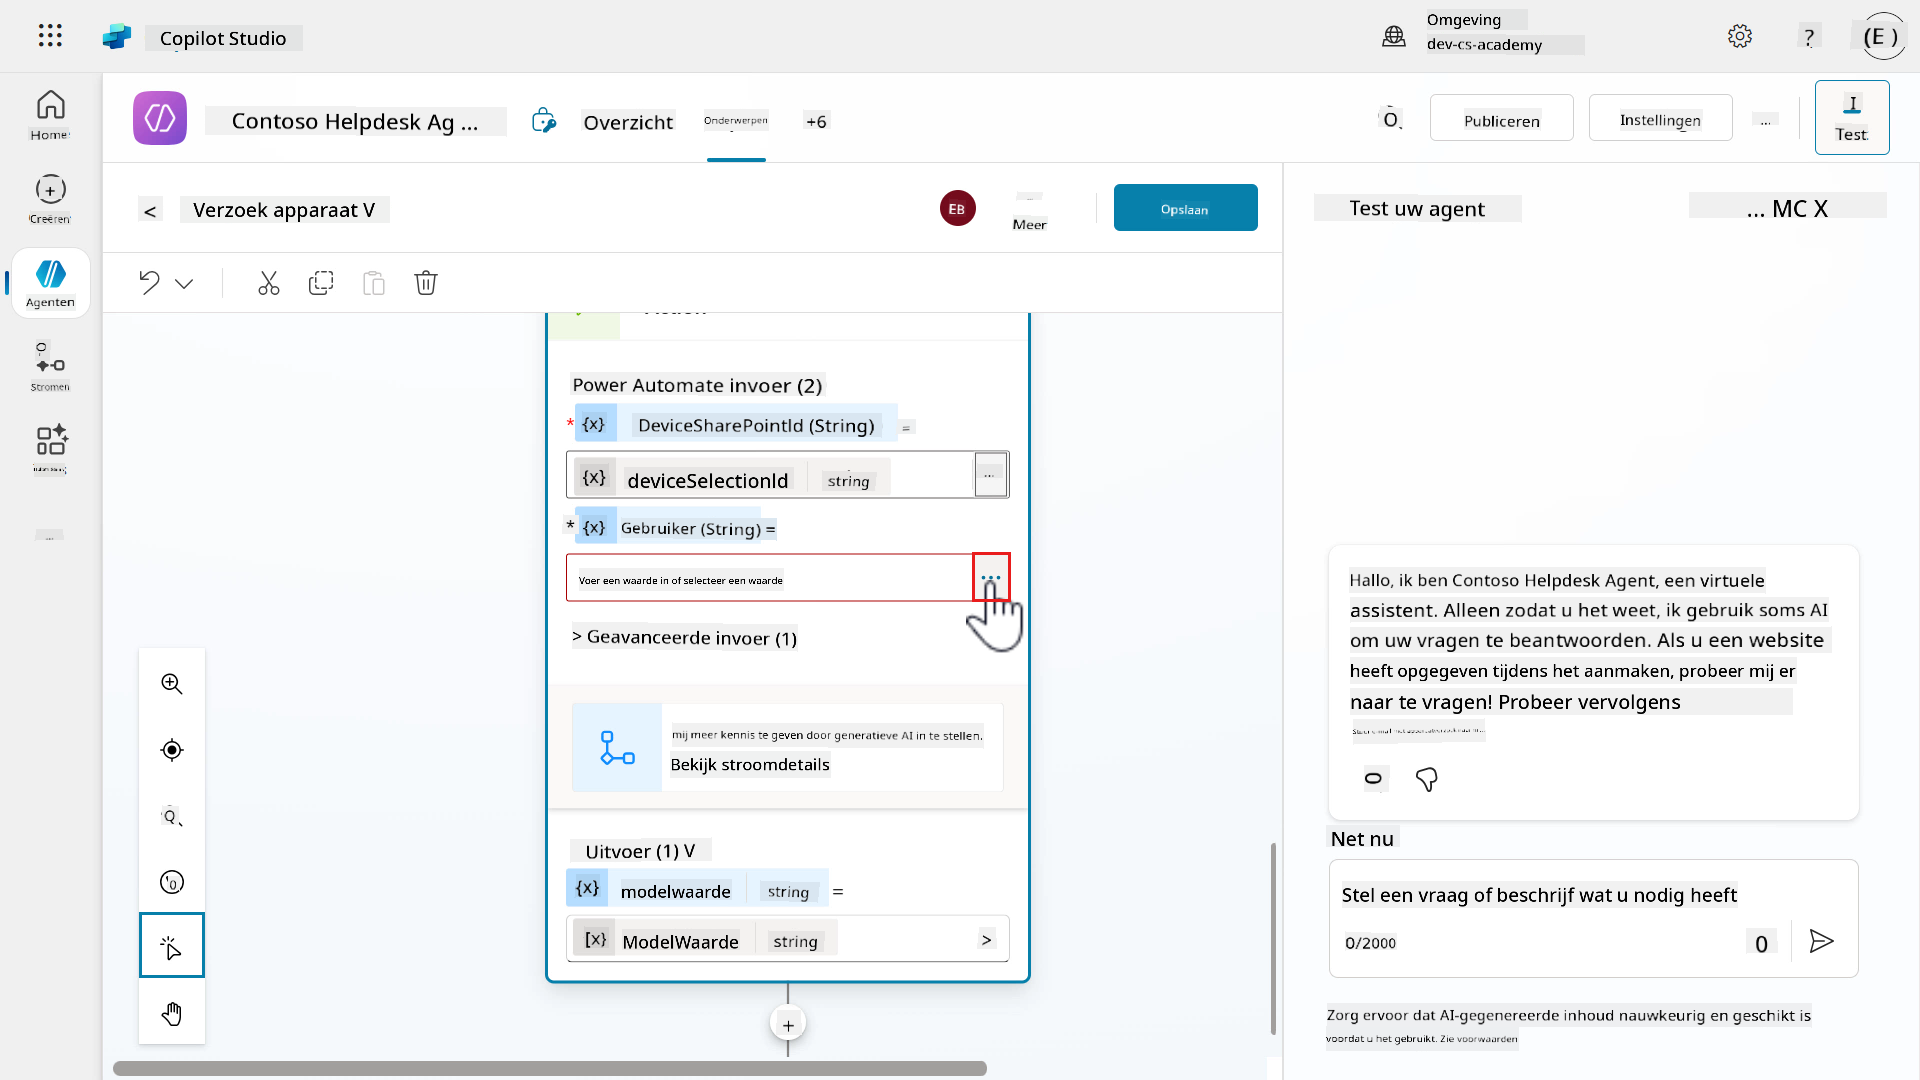 Copilot Studio
Omgeving
dev-cs-academy
?
(E )
Home
Creëren
Agenten
Stromen
...
Contoso Helpdesk Ag ...
Overzicht
Onderwerpen
+6
Publiceren
Instellingen
...
Test
< Verzoek apparaat V
EB
Meer
Opslaan
Power Automate invoer (2)
* {x} DeviceSharePointId (String) =
{x} deviceSelectionId string ...
* {x} Gebruiker (String) =
Voer een waarde in of selecteer een waarde ...
> Geavanceerde invoer (1)
mij meer kennis te geven door generatieve AI in te stellen.
Bekijk stroomdetails
Uitvoer (1) V
{x} modelwaarde string =
[x} ModelWaarde string >
+
Test uw agent
... MC X
Hallo, ik ben Contoso Helpdesk Agent, een virtuele
assistent. Alleen zodat u het weet, ik gebruik soms AI
om uw vragen te beantwoorden. Als u een website
heeft opgegeven tijdens het aanmaken, probeer mij er
naar te vragen! Probeer vervolgens
Net nu
Stel een vraag of beschrijf wat u nodig heeft
0/2000
0
Zorg ervoor dat AI-gegenereerde inhoud nauwkeurig en geschikt is
voordat u het gebruikt. Zie voorwaarden